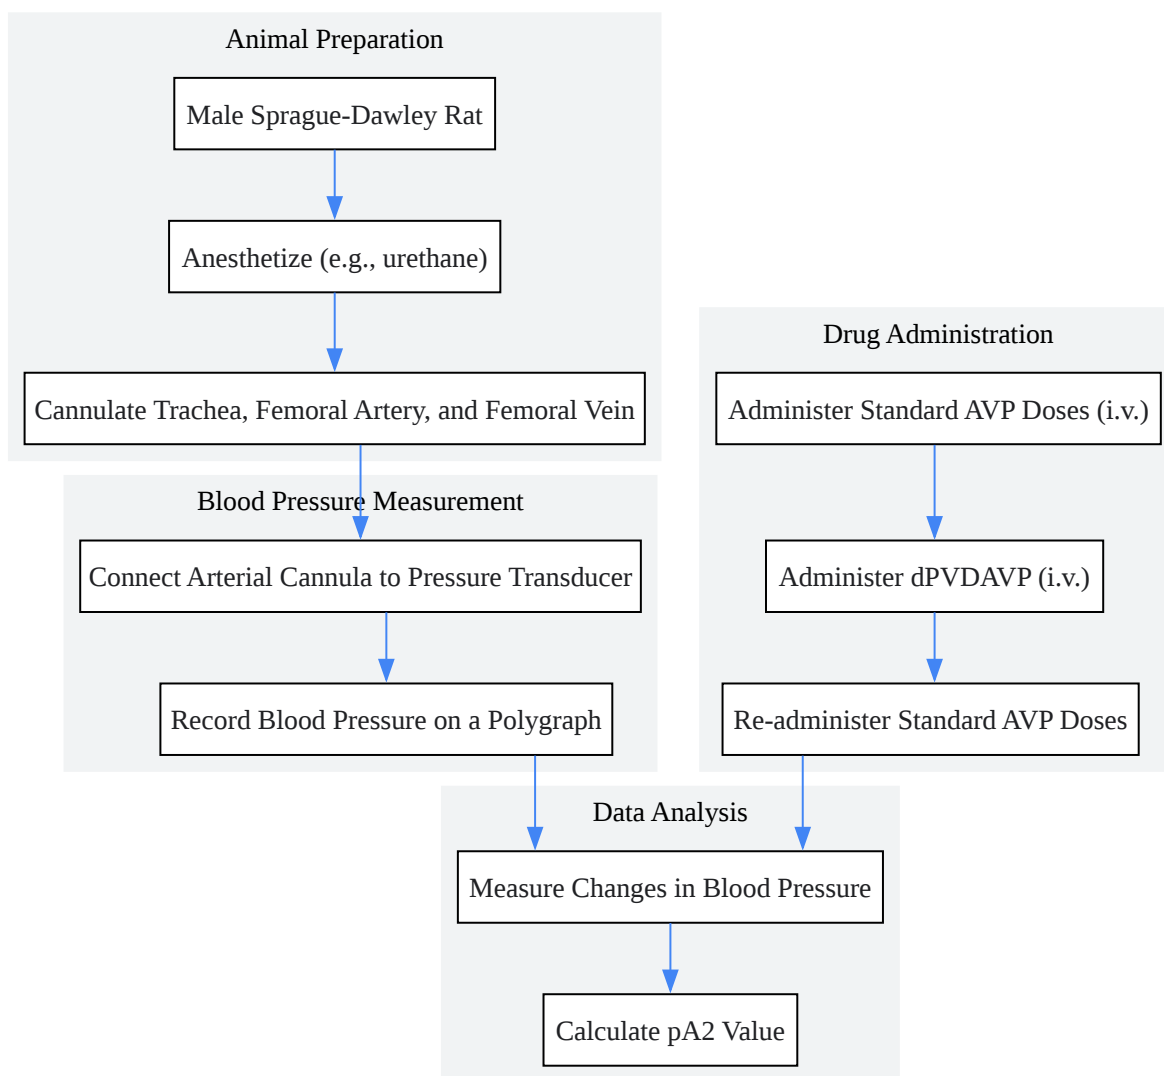 Animal Preparation
Male Sprague-Dawley Rat
Anesthetize (e.g., urethane)
Cannulate Trachea, Femoral Artery, and Femoral Vein
Blood Pressure Measurement
Connect Arterial Cannula to Pressure Transducer
Record Blood Pressure on a Polygraph
Drug Administration
Administer Standard AVP Doses (i.v.)
Administer dPVDAVP (i.v.)
Re-administer Standard AVP Doses
Data Analysis
Measure Changes in Blood Pressure
Calculate pA2 Value